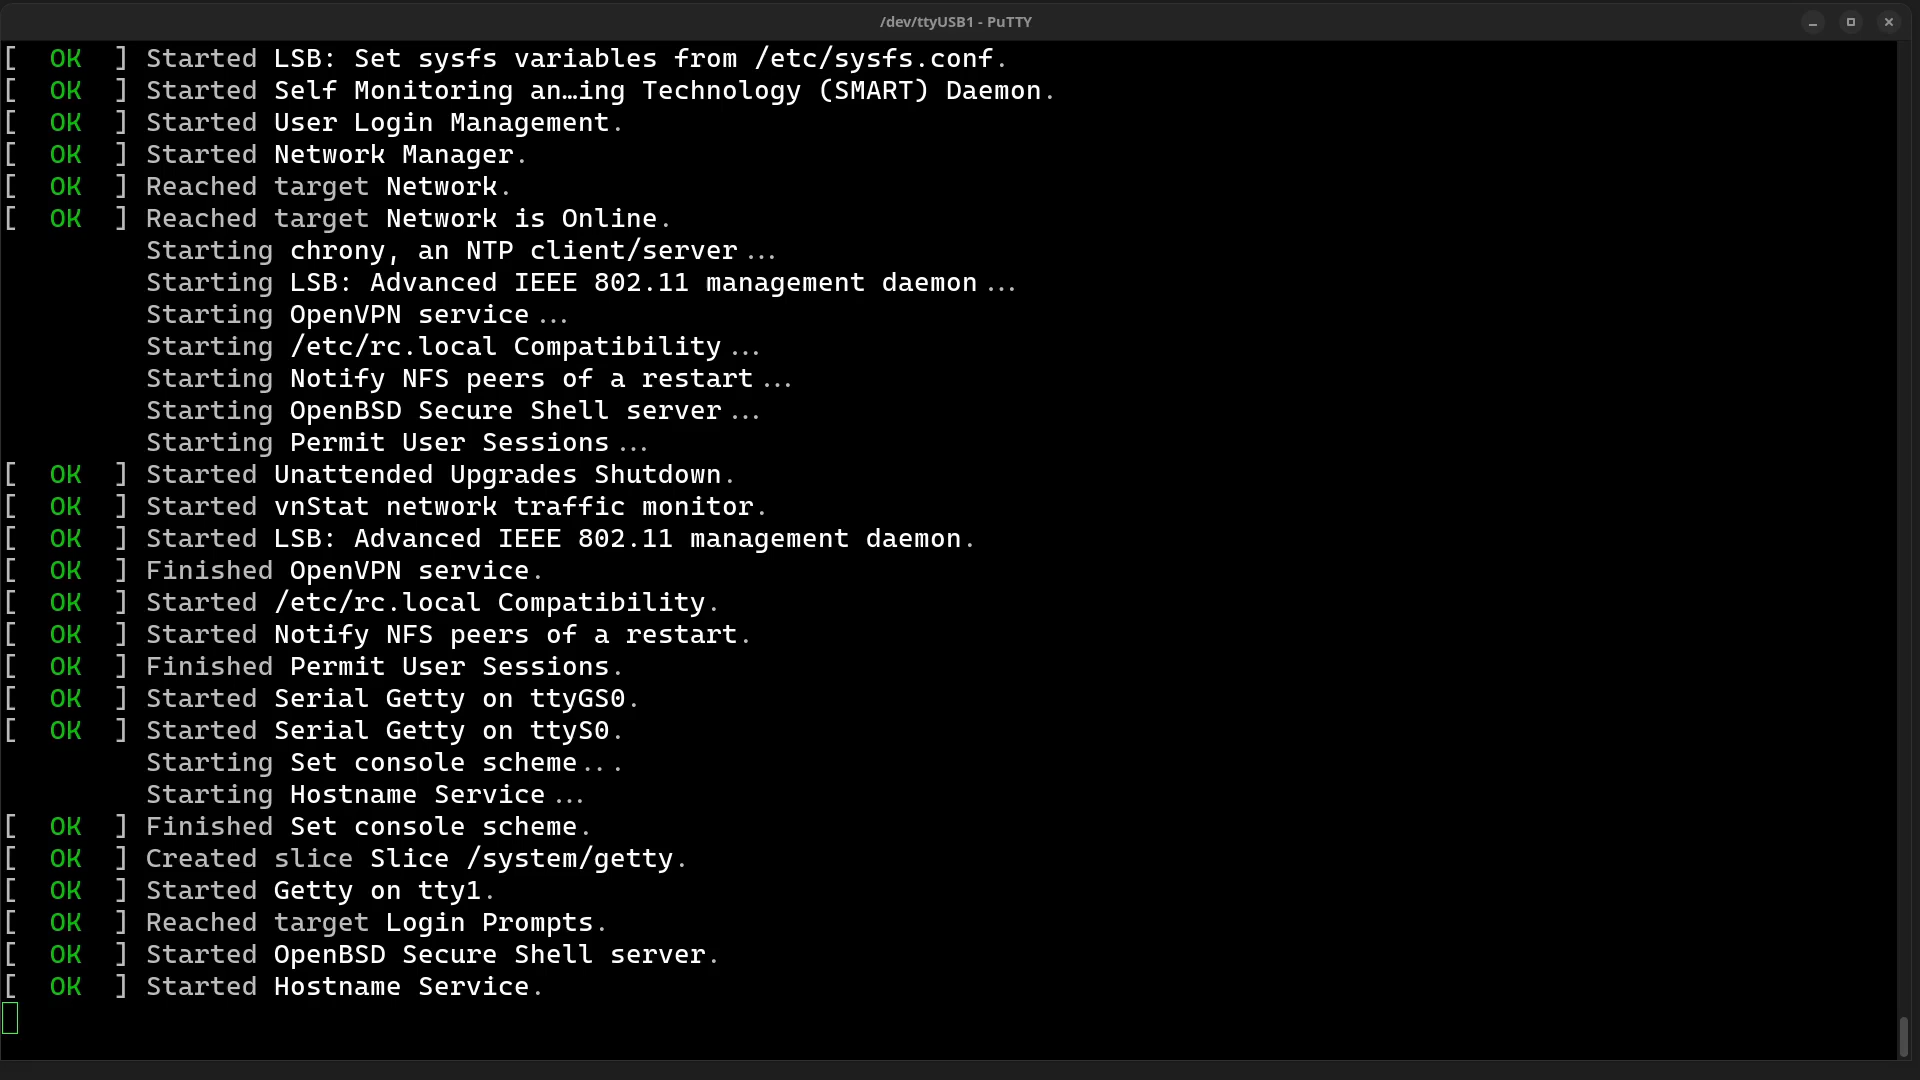 /dev/ttyUSB1 - PuTTY
[  OK  ] Started LSB: Set sysfs variables from /etc/sysfs.conf.
[  OK  ] Started Self Monitoring an…ing Technology (SMART) Daemon.
[  OK  ] Started User Login Management.
[  OK  ] Started Network Manager.
[  OK  ] Reached target Network.
[  OK  ] Reached target Network is Online.
         Starting chrony, an NTP client/server...
         Starting LSB: Advanced IEEE 802.11 management daemon...
         Starting OpenVPN service...
         Starting /etc/rc.local Compatibility...
         Starting Notify NFS peers of a restart...
         Starting OpenBSD Secure Shell server...
         Starting Permit User Sessions...
[  OK  ] Started Unattended Upgrades Shutdown.
[  OK  ] Started vnStat network traffic monitor.
[  OK  ] Started LSB: Advanced IEEE 802.11 management daemon.
[  OK  ] Finished OpenVPN service.
[  OK  ] Started /etc/rc.local Compatibility.
[  OK  ] Started Notify NFS peers of a restart.
[  OK  ] Finished Permit User Sessions.
[  OK  ] Started Serial Getty on ttyGS0.
[  OK  ] Started Serial Getty on ttyS0.
         Starting Set console scheme...
         Starting Hostname Service...
[  OK  ] Finished Set console scheme.
[  OK  ] Created slice Slice /system/getty.
[  OK  ] Started Getty on tty1.
[  OK  ] Reached target Login Prompts.
[  OK  ] Started OpenBSD Secure Shell server.
[  OK  ] Started Hostname Service.